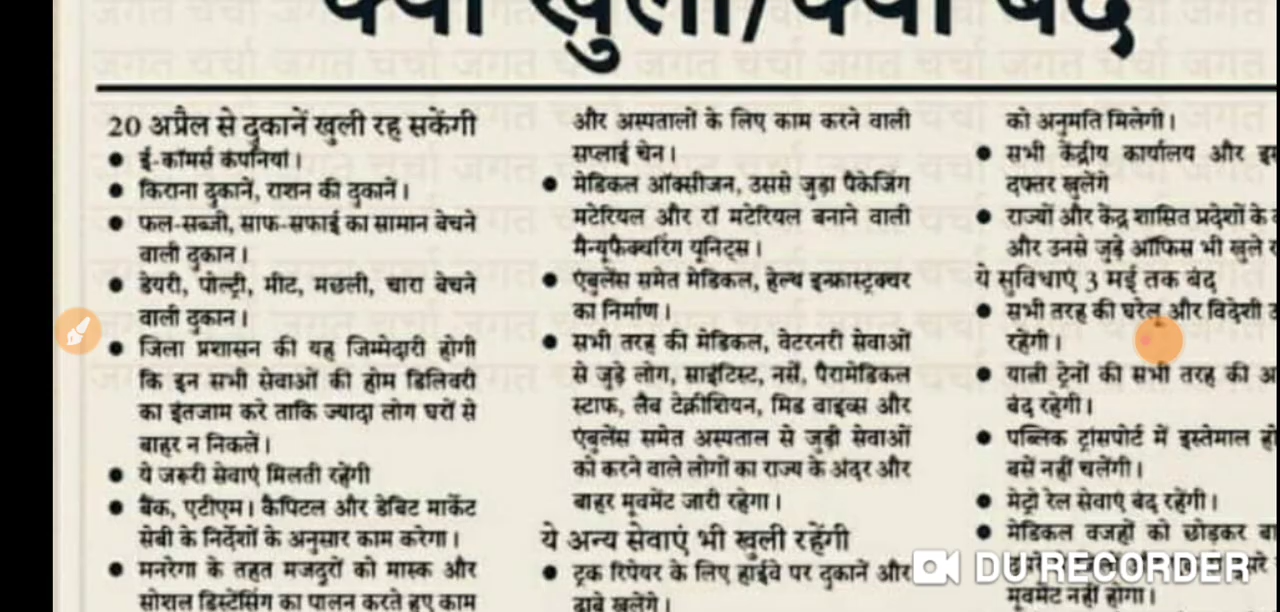 क्या खुला/क्या बंद
20 अप्रैल से दुकानें खुली रह सकेंगी
● ई-कॉमर्स कंपनियां।
● किराना दुकानें, राशन की दुकानें।
● फल-सब्जी, साफ-सफाई का सामान बेचने
वाली दुकान।
● डेयरी, पोल्ट्री, मीट, मछली, चारा बेचने
वाली दुकान।
● जिला प्रशासन की यह जिम्मेदारी होगी
कि इन सभी सेवाओं की होम डिलिवरी
का इंतजाम करे ताकि ज्यादा लोग घरों से
बाहर न निकलें।
● ये जरूरी सेवाएं मिलती रहेंगी
● बैंक, एटीएम। कैपिटल और डेबिट मार्केट
सेबी के निर्देशों के अनुसार काम करेगा।
● मनरेगा के तहत मजदूरों को मास्क और
सोशल डिस्टेंसिंग का पालन करते हुए काम
और अस्पतालों के लिए काम करने वाली
सप्लाई चेन।
● मेडिकल ऑक्सीजन, उससे जुड़ा पैकेजिंग
मटेरियल और रॉ मटेरियल बनाने वाली
मैन्यूफैक्चरिंग यूनिट्स।
● एंबुलेंस समेत मेडिकल, हेल्थ इन्फ्रास्ट्रक्चर
का निर्माण।
● सभी तरह की मेडिकल, वेटरनरी सेवाओं
से जुड़े लोग, साइंटिस्ट, नर्सें, पैरामेडिकल
स्टाफ, लैब टेक्नीशियन, मिड वाइव्स और
एंबुलेंस समेत अस्पताल से जुड़ी सेवाओं
को करने वाले लोगों का राज्य के अंदर और
बाहर मूवमेंट जारी रहेगा।
ये अन्य सेवाएं भी खुली रहेंगी
● ट्रक रिपेयर के लिए हाईवे पर दुकानें और
ढाबे खुलेंगे।
को अनुमति मिलेगी।
● सभी केंद्रीय कार्यालय और
दफ्तर खुलेंगे
● राज्यों और केंद्र शासित प्रदेशों के
और उनसे जुड़े ऑफिस भी खुले
ये सुविधाएं 3 मई तक बंद
● सभी तरह की घरेलू और विदेशी
रहेंगी।
● यात्री ट्रेनों की सभी तरह की
बंद रहेगी।
● पब्लिक ट्रांसपोर्ट में इस्तेमाल
बसें नहीं चलेंगी।
● मेट्रो रेल सेवाएं बंद रहेंगी।
● मेडिकल वजहों को छोड़कर
मूवमेंट नहीं होगा।
DU RECORDER